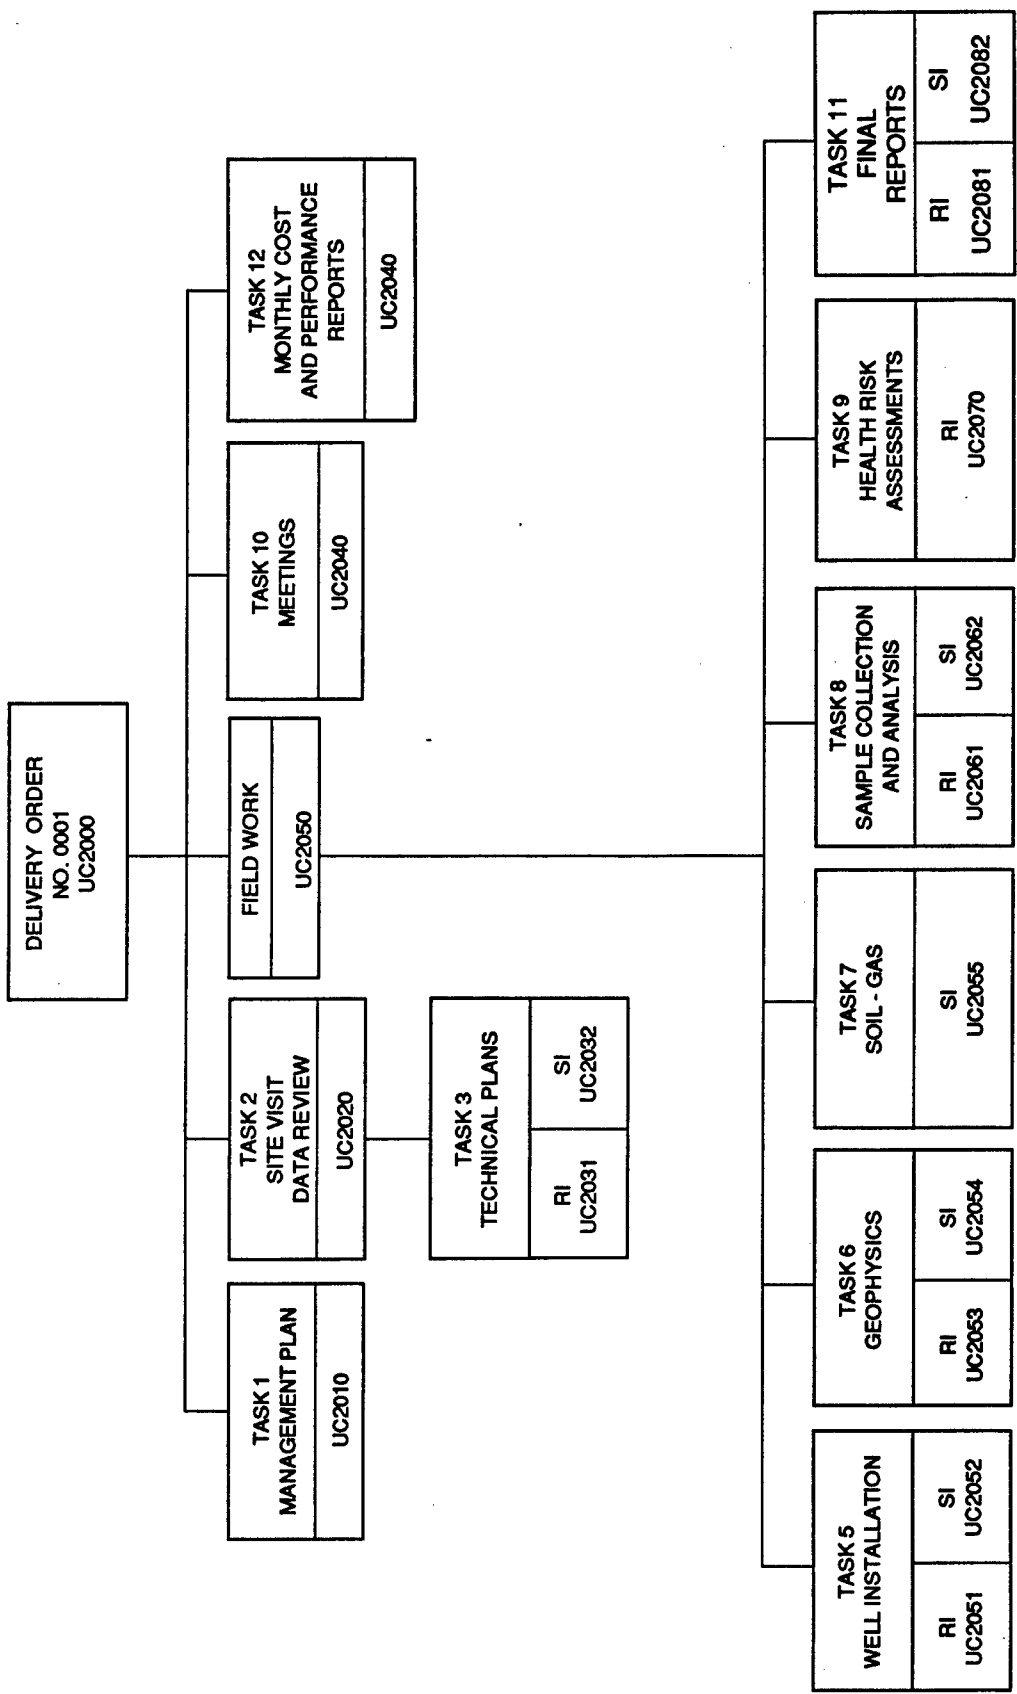 DELIVERY ORDER
NO. 0001
UC2000
TASK 1
MANAGEMENT PLAN
UC2010
TASK 2
SITE VISIT
DATA REVIEW
UC2020
FIELD WORK
UC2050
TASK 10
MEETINGS
UC2040
TASK 12
MONTHLY COST
AND PERFORMANCE
REPORTS
UC2040
TASK 3
TECHNICAL PLANS
RI
UC2031
SI
UC2032
TASK 5
WELL INSTALLATION
RI
UC2051
SI
UC2052
TASK 6
GEOPHYSICS
RI
UC2053
SI
UC2054
TASK 7
SOIL - GAS
SI
UC2055
TASK 8
SAMPLE COLLECTION
AND ANALYSIS
RI
UC2061
SI
UC2062
TASK 9
HEALTH RISK
ASSESSMENTS
RI
UC2070
TASK 11
FINAL
REPORTS
RI
UC2081
SI
UC2082